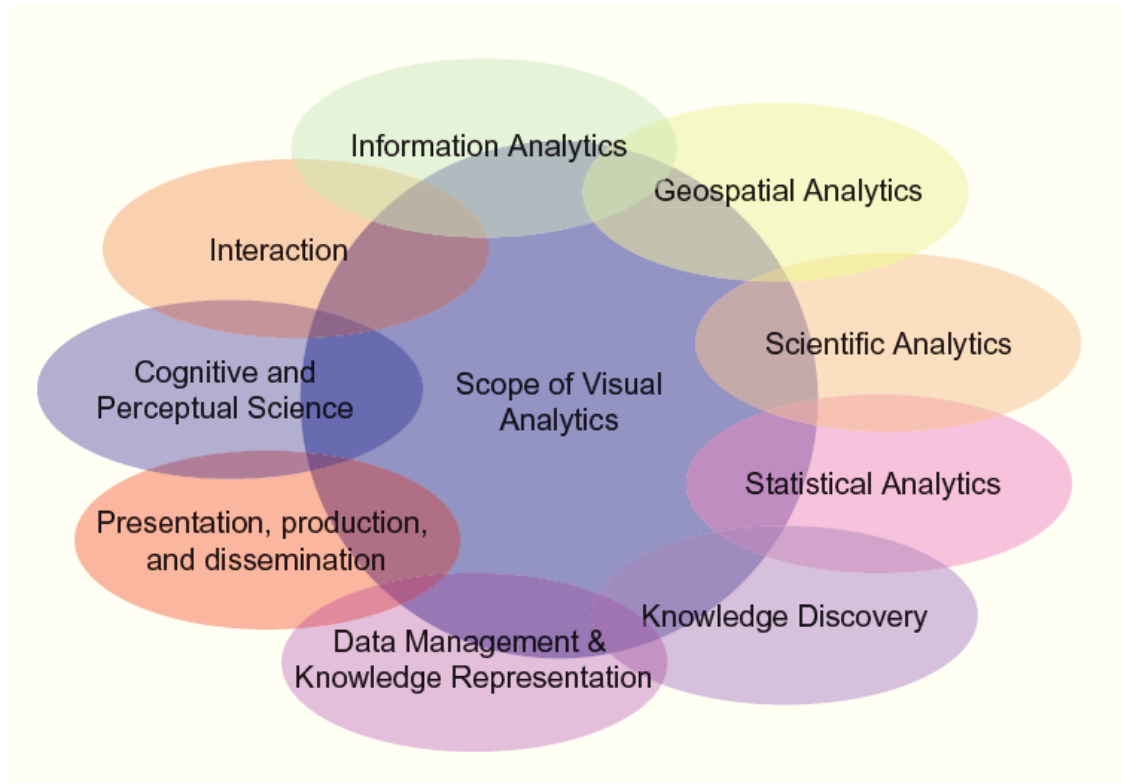 Information Analytics
Geospatial Analytics
Interaction
Scientific Analytics
Cognitive and
Perceptual Science
Scope of Visual
Analytics
Statistical Analytics
Presentation, production,
and dissemination
Knowledge Discovery
Data Management &
Knowledge Representation